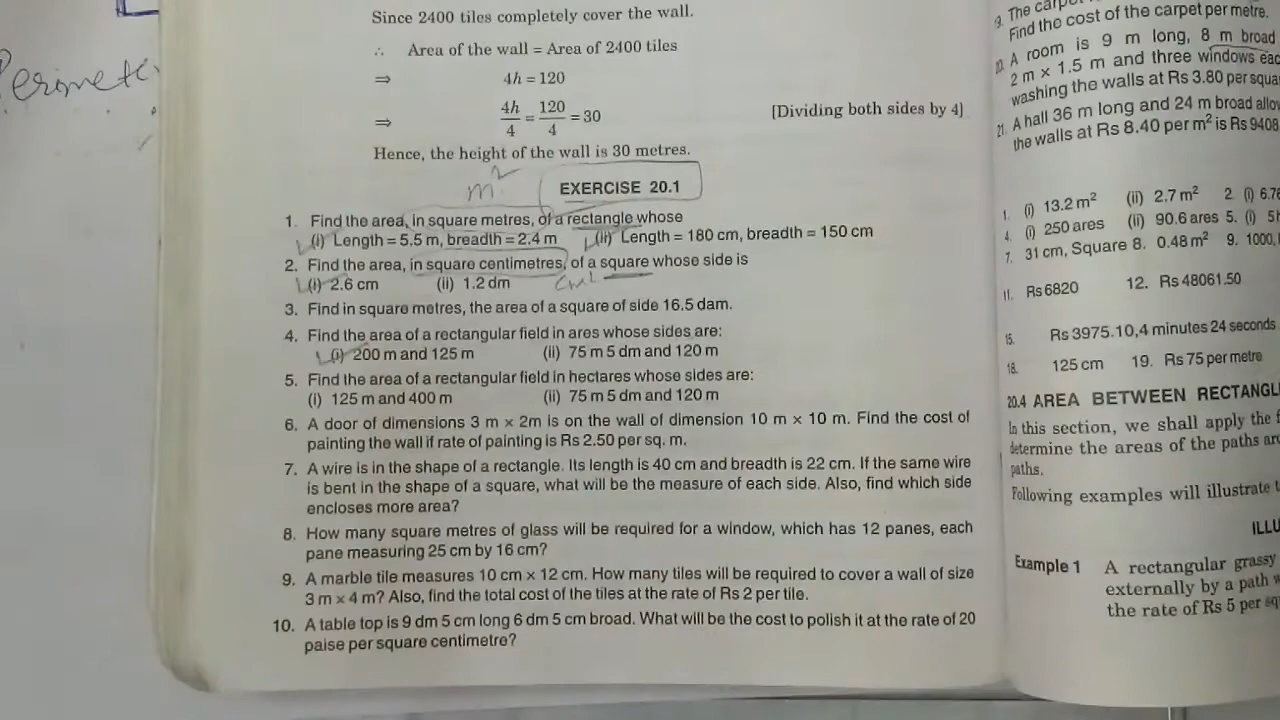 Since 2400 tiles completely cover the wall.
∴ Area of the wall = Area of 2400 tiles
⇒ 4h = 120
⇒ 4h/4 = 120/4 = 30 [Dividing both sides by 4]
Hence, the height of the wall is 30 metres.
m²
EXERCISE 20.1
1. Find the area, in square metres, of a rectangle whose
(i) Length = 5.5 m, breadth = 2.4 m (ii) Length = 180 cm, breadth = 150 cm
2. Find the area, in square centimetres, of a square whose side is
(i) 2.6 cm (ii) 1.2 dm cm²
3. Find in square metres, the area of a square of side 16.5 dam.
4. Find the area of a rectangular field in ares whose sides are:
(i) 200 m and 125 m (ii) 75 m 5 dm and 120 m
5. Find the area of a rectangular field in hectares whose sides are:
(i) 125 m and 400 m (ii) 75 m 5 dm and 120 m
6. A door of dimensions 3 m × 2m is on the wall of dimension 10 m × 10 m. Find the cost of
painting the wall if rate of painting is Rs 2.50 per sq. m.
7. A wire is in the shape of a rectangle. Its length is 40 cm and breadth is 22 cm. If the same wire
is bent in the shape of a square, what will be the measure of each side. Also, find which side
encloses more area?
8. How many square metres of glass will be required for a window, which has 12 panes, each
pane measuring 25 cm by 16 cm?
9. A marble tile measures 10 cm × 12 cm. How many tiles will be required to cover a wall of size
3 m × 4 m? Also, find the total cost of the tiles at the rate of Rs 2 per tile.
10. A table top is 9 dm 5 cm long 6 dm 5 cm broad. What will be the cost to polish it at the rate of 20
paise per square centimetre?
9. The
Find the cost of the carpet per metre.
A room is 9 m long, 8 m broad
2 m × 1.5 m and three windows
washing the walls at Rs 3.80 per
21. A hall 36 m long and 24 m broad
the walls at Rs 8.40 per m² is Rs 9408
1. (i) 13.2 m² (ii) 2.7 m² 2. (i)
4. (i) 250 ares (ii) 90.6 ares 5. (i)
7. 31 cm, Square 8. 0.48 m² 9. 1000,
11. Rs 6820 12. Rs 48061.50
15. Rs 3975.10, 4 minutes 24 seconds
18. 125 cm 19. Rs 75 per metre
20.4 AREA BETWEEN
In this section, we shall apply the
determine the areas of the paths
paths.
Following examples will illustrate
Example 1 A rectangular grassy
externally by a path
the rate of Rs 5 per